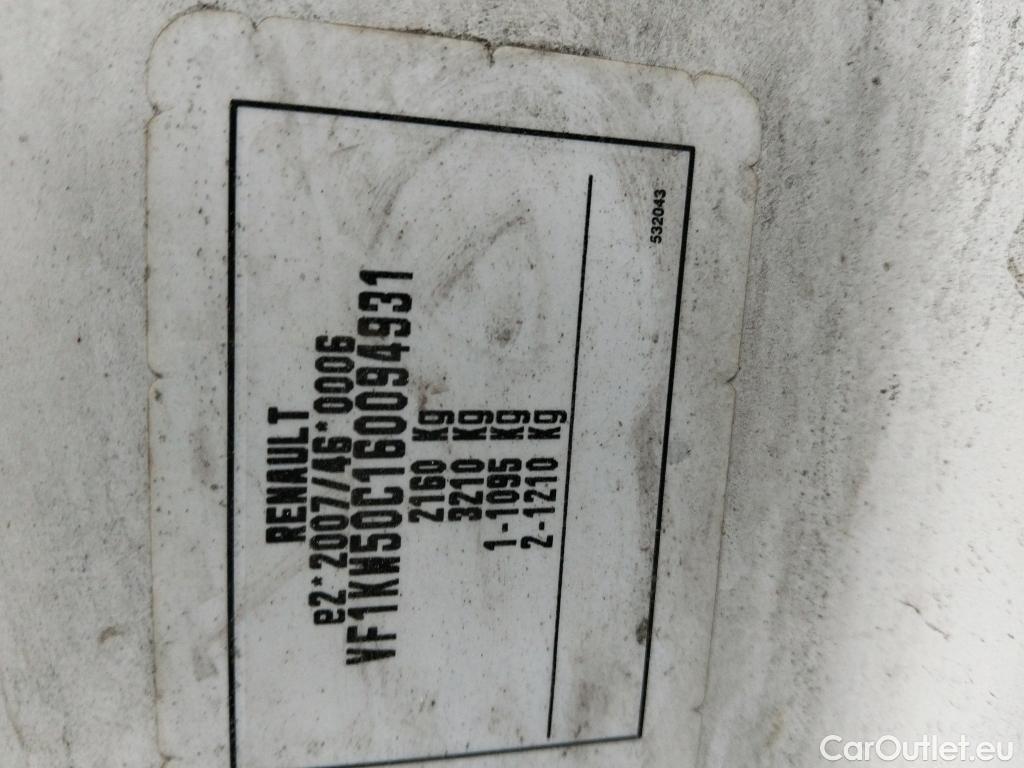 RENAULT
e2*2007/46*0006
VF1KW50C160094931
2160 Kg
3210 Kg
1-1095 Kg
2-1210 Kg
532043
CarOutlet.eu